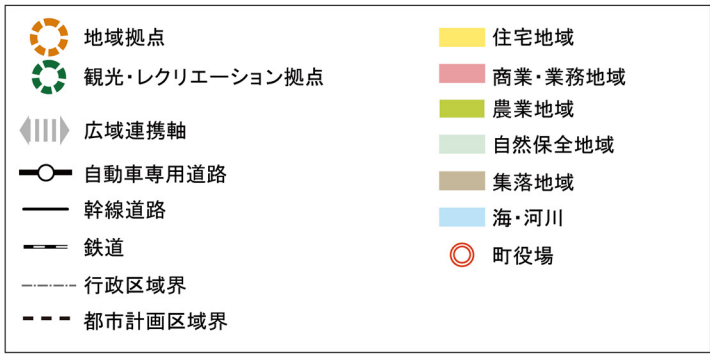 地域拠点
観光・レクリエーション拠点
広域連携軸
自動車専用道路
幹線道路
鉄道
行政区域界
都市計画区域界
住宅地域
商業・業務地域
農業地域
自然保全地域
集落地域
海・河川
町役場